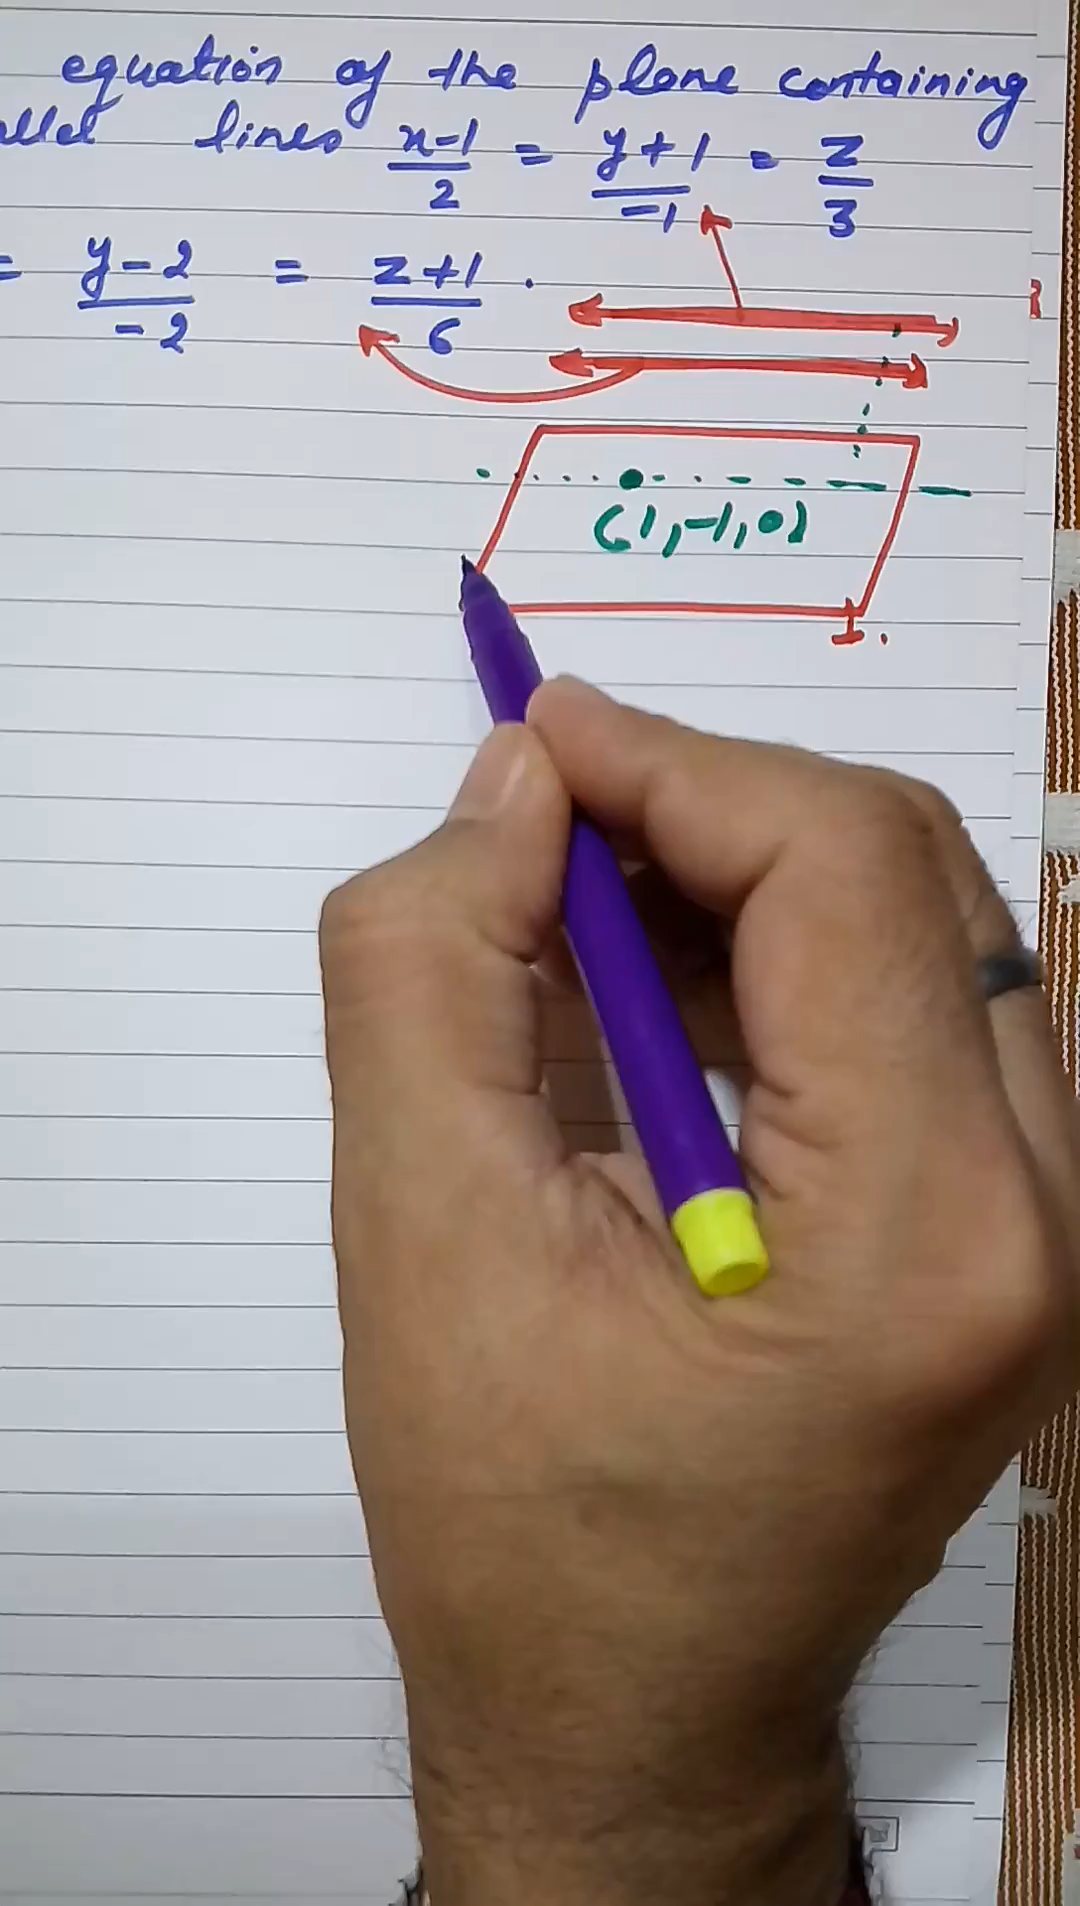 equation of the plane containing
lines x-1/2 = y+1/-1 = z/3
= y-2/-2 = z+1/6 .
(1,-1,0)